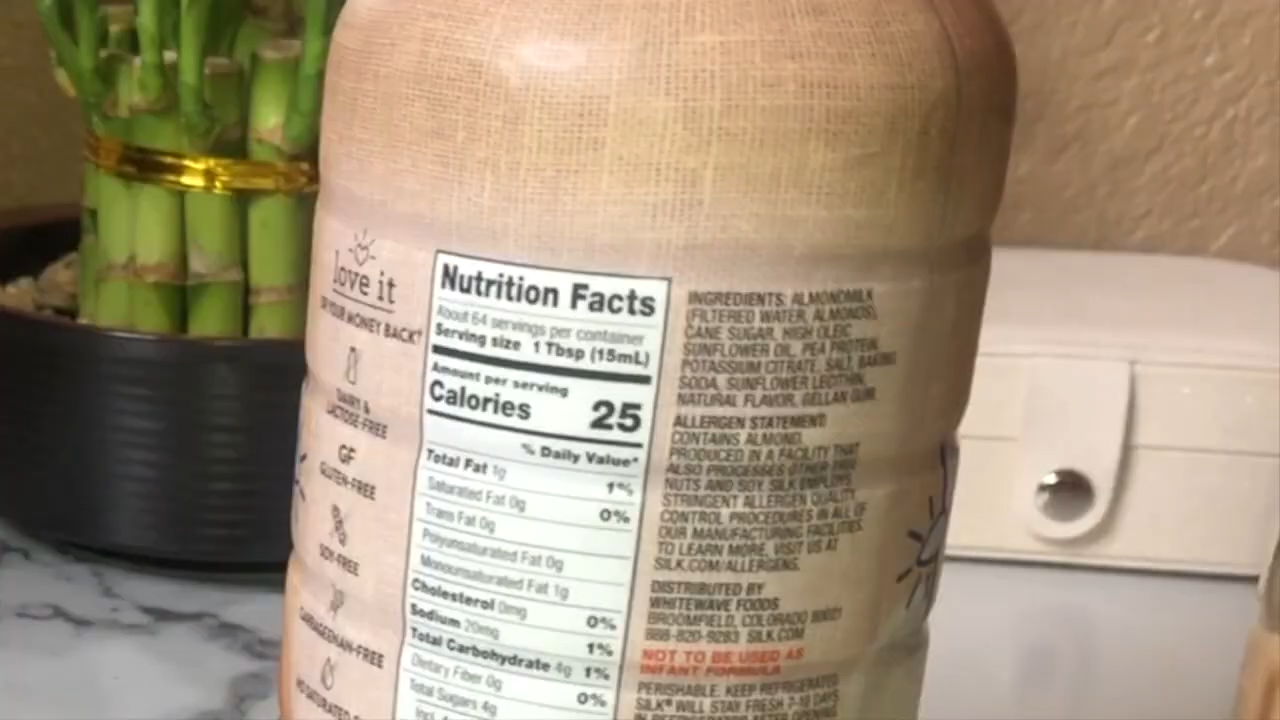 love it
OR YOUR MONEY BACK†
DAIRY &
LACTOSE-FREE
GF
GLUTEN-FREE
SOY-FREE
CARRAGEENAN-FREE
NO SATURATED
Nutrition Facts
About 64 servings per container
Serving size 1 Tbsp (15mL)
Amount per serving
Calories 25
% Daily Value*
Total Fat 1g 1%
Saturated Fat 0g 0%
Trans Fat 0g
Polyunsaturated Fat 0g
Monounsaturated Fat 1g
Cholesterol 0mg 0%
Sodium 20mg 1%
Total Carbohydrate 4g 1%
Dietary Fiber 0g 0%
Total Sugars 4g
Incl.
INGREDIENTS: ALMONDMILK
(FILTERED WATER, ALMONDS),
CANE SUGAR, HIGH OLEIC
SUNFLOWER OIL, PEA PROTEIN,
POTASSIUM CITRATE, SALT, BAKING
SODA, SUNFLOWER LECITHIN,
NATURAL FLAVOR, GELLAN GUM.
ALLERGEN STATEMENT:
CONTAINS ALMOND.
PRODUCED IN A FACILITY THAT
ALSO PROCESSES OTHER TREE
NUTS AND SOY. SILK EMPLOYS
STRINGENT ALLERGEN QUALITY
CONTROL PROCEDURES IN ALL OF
OUR MANUFACTURING FACILITIES.
TO LEARN MORE, VISIT US AT
SILK.COM/ALLERGENS.
DISTRIBUTED BY
WHITEWAVE FOODS
BROOMFIELD, COLORADO 80021
888-820-9283 SILK.COM
NOT TO BE USED AS
INFANT FORMULA
PERISHABLE. KEEP REFRIGERATED
SILK® WILL STAY FRESH 7-10 DAYS
IN REFRIGERATOR AFTER OPENING